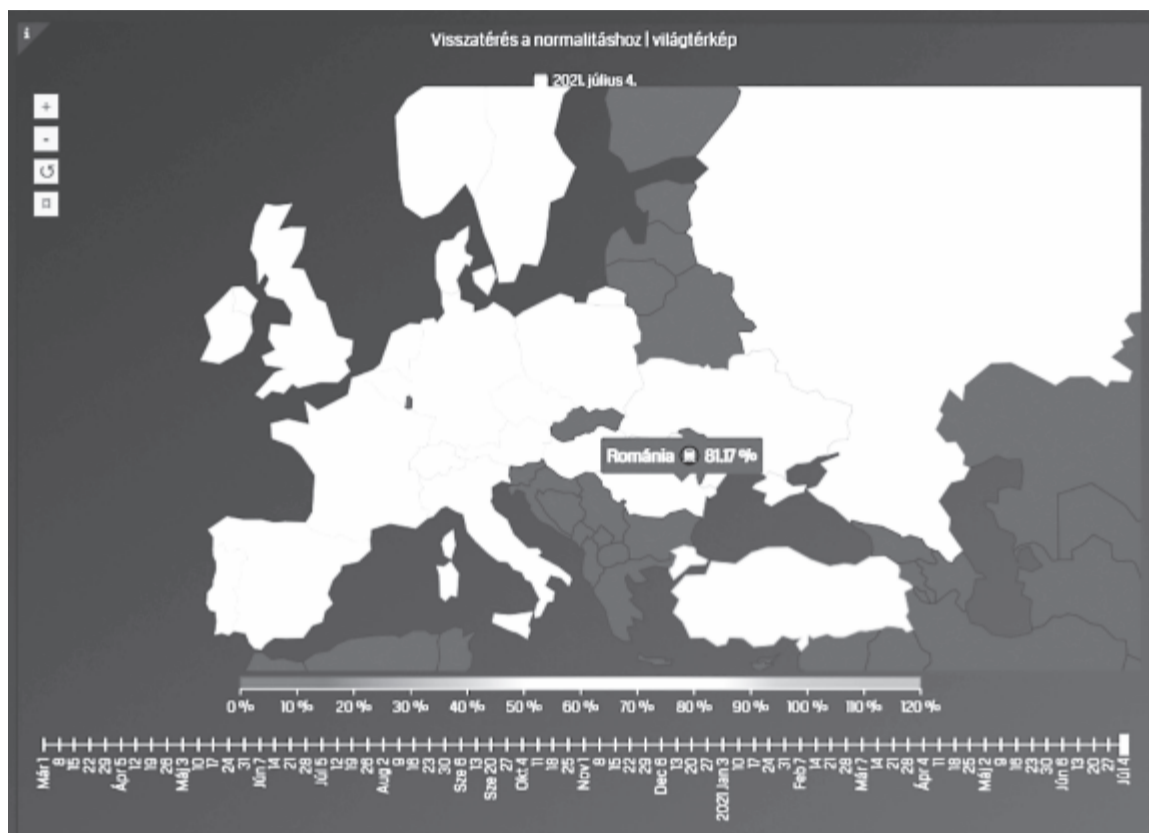 i
Visszatérés a normalitáshoz | világtérkép
2021. július 4.
+
-
Románia 81.17 %
0 % 10 % 20 % 30 % 40 % 50 % 60 % 70 % 80 % 90 % 100 % 110 % 120 %
Már 1 8 15 22 29 Ápr 5 12 19 26 Máj 3 10 17 24 31 Jún 7 14 21 28 Júl 5 12 19 26 Aug 2 9 16 23 30 Sze 6 13 Sze 20 27 Okt 4 11 18 25 Nov 1 8 15 22 29 Dec 6 13 20 27 2021 Jan 3 10 17 24 31 Feb 7 14 21 28 Már 7 14 21 28 Ápr 4 11 18 25 Máj 2 9 16 23 30 Jún 6 13 20 27 Júl 4